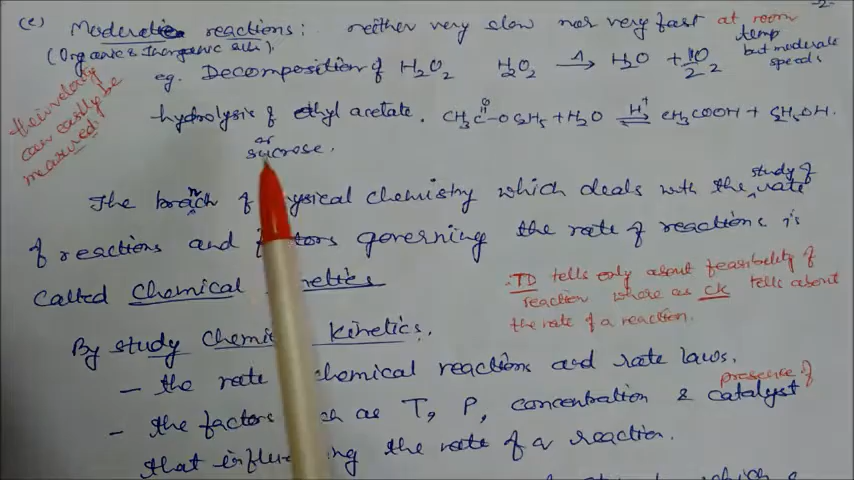 -2-
(c) Moderate reactions: neither very slow nor very fast at room temp
but moderate speeds
(Organic & Inorganic
their velocity can easily be measured.
eg. Decomposition of H2O2 H2O2 →Δ H2O + 1/2 O2
hydrolysis of ethyl acetate. CH3C-OC2H5 + H2O ⇌H+ CH3COOH + C2H5OH.
or
sucrose.
The branch of physical chemistry which deals with the study of rate
of reactions and factors governing the rate of reactions is
called Chemical Kinetics
TD tells only about feasibility of
reaction where as CK tells about
the rate of a reaction.
By study Chemical Kinetics.
- the rate chemical reactions and rate laws.
- the factors such as T, P, concentration & presence of catalyst
that influencing the rate of a reaction.